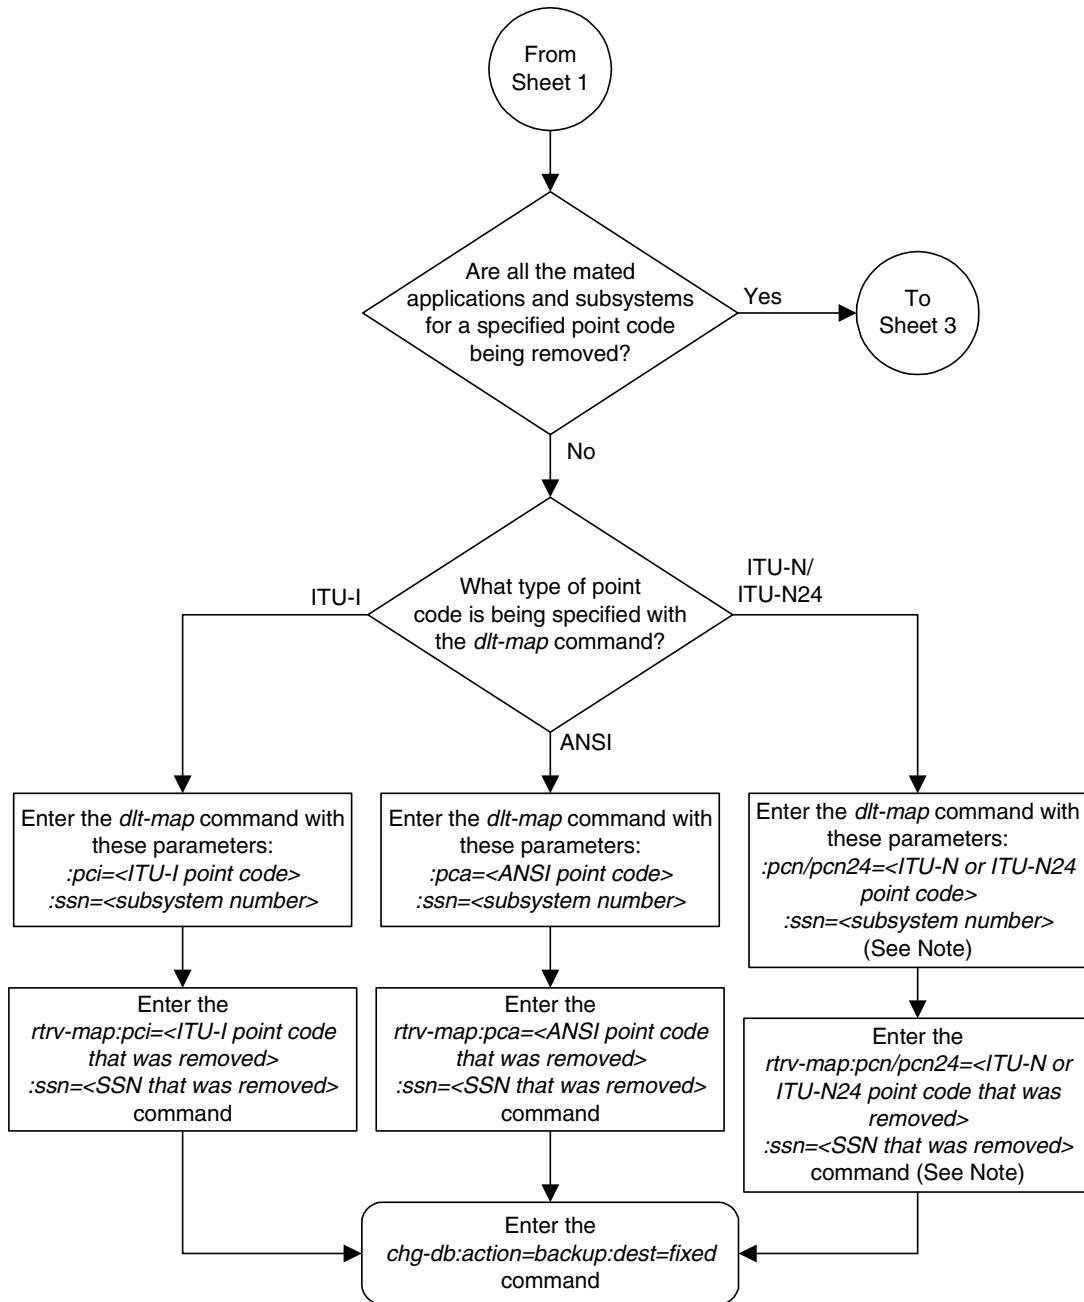 From
Sheet 1
Are all the mated
applications and subsystems
for a specified point code
being removed?
Yes
To
Sheet 3
No
What type of point
code is being specified with
the dlt-map command?
ITU-I
ITU-N/
ITU-N24
ANSI
Enter the dlt-map command with
these parameters:
:pci=<ITU-I point code>
:ssn=<subsystem number>
Enter the dlt-map command with
these parameters:
:pca=<ANSI point code>
:ssn=<subsystem number>
Enter the dlt-map command with
these parameters:
:pcn/pcn24=<ITU-N or ITU-N24
point code>
:ssn=<subsystem number>
(See Note)
Enter the
rtrv-map:pci=<ITU-I point code
that was removed>
:ssn=<SSN that was removed>
command
Enter the
rtrv-map:pca=<ANSI point code
that was removed>
:ssn=<SSN that was removed>
command
Enter the
rtrv-map:pcn/pcn24=<ITU-N or
ITU-N24 point code that was
removed>
:ssn=<SSN that was removed>
command (See Note)
Enter the
chg-db:action=backup:dest=fixed
command